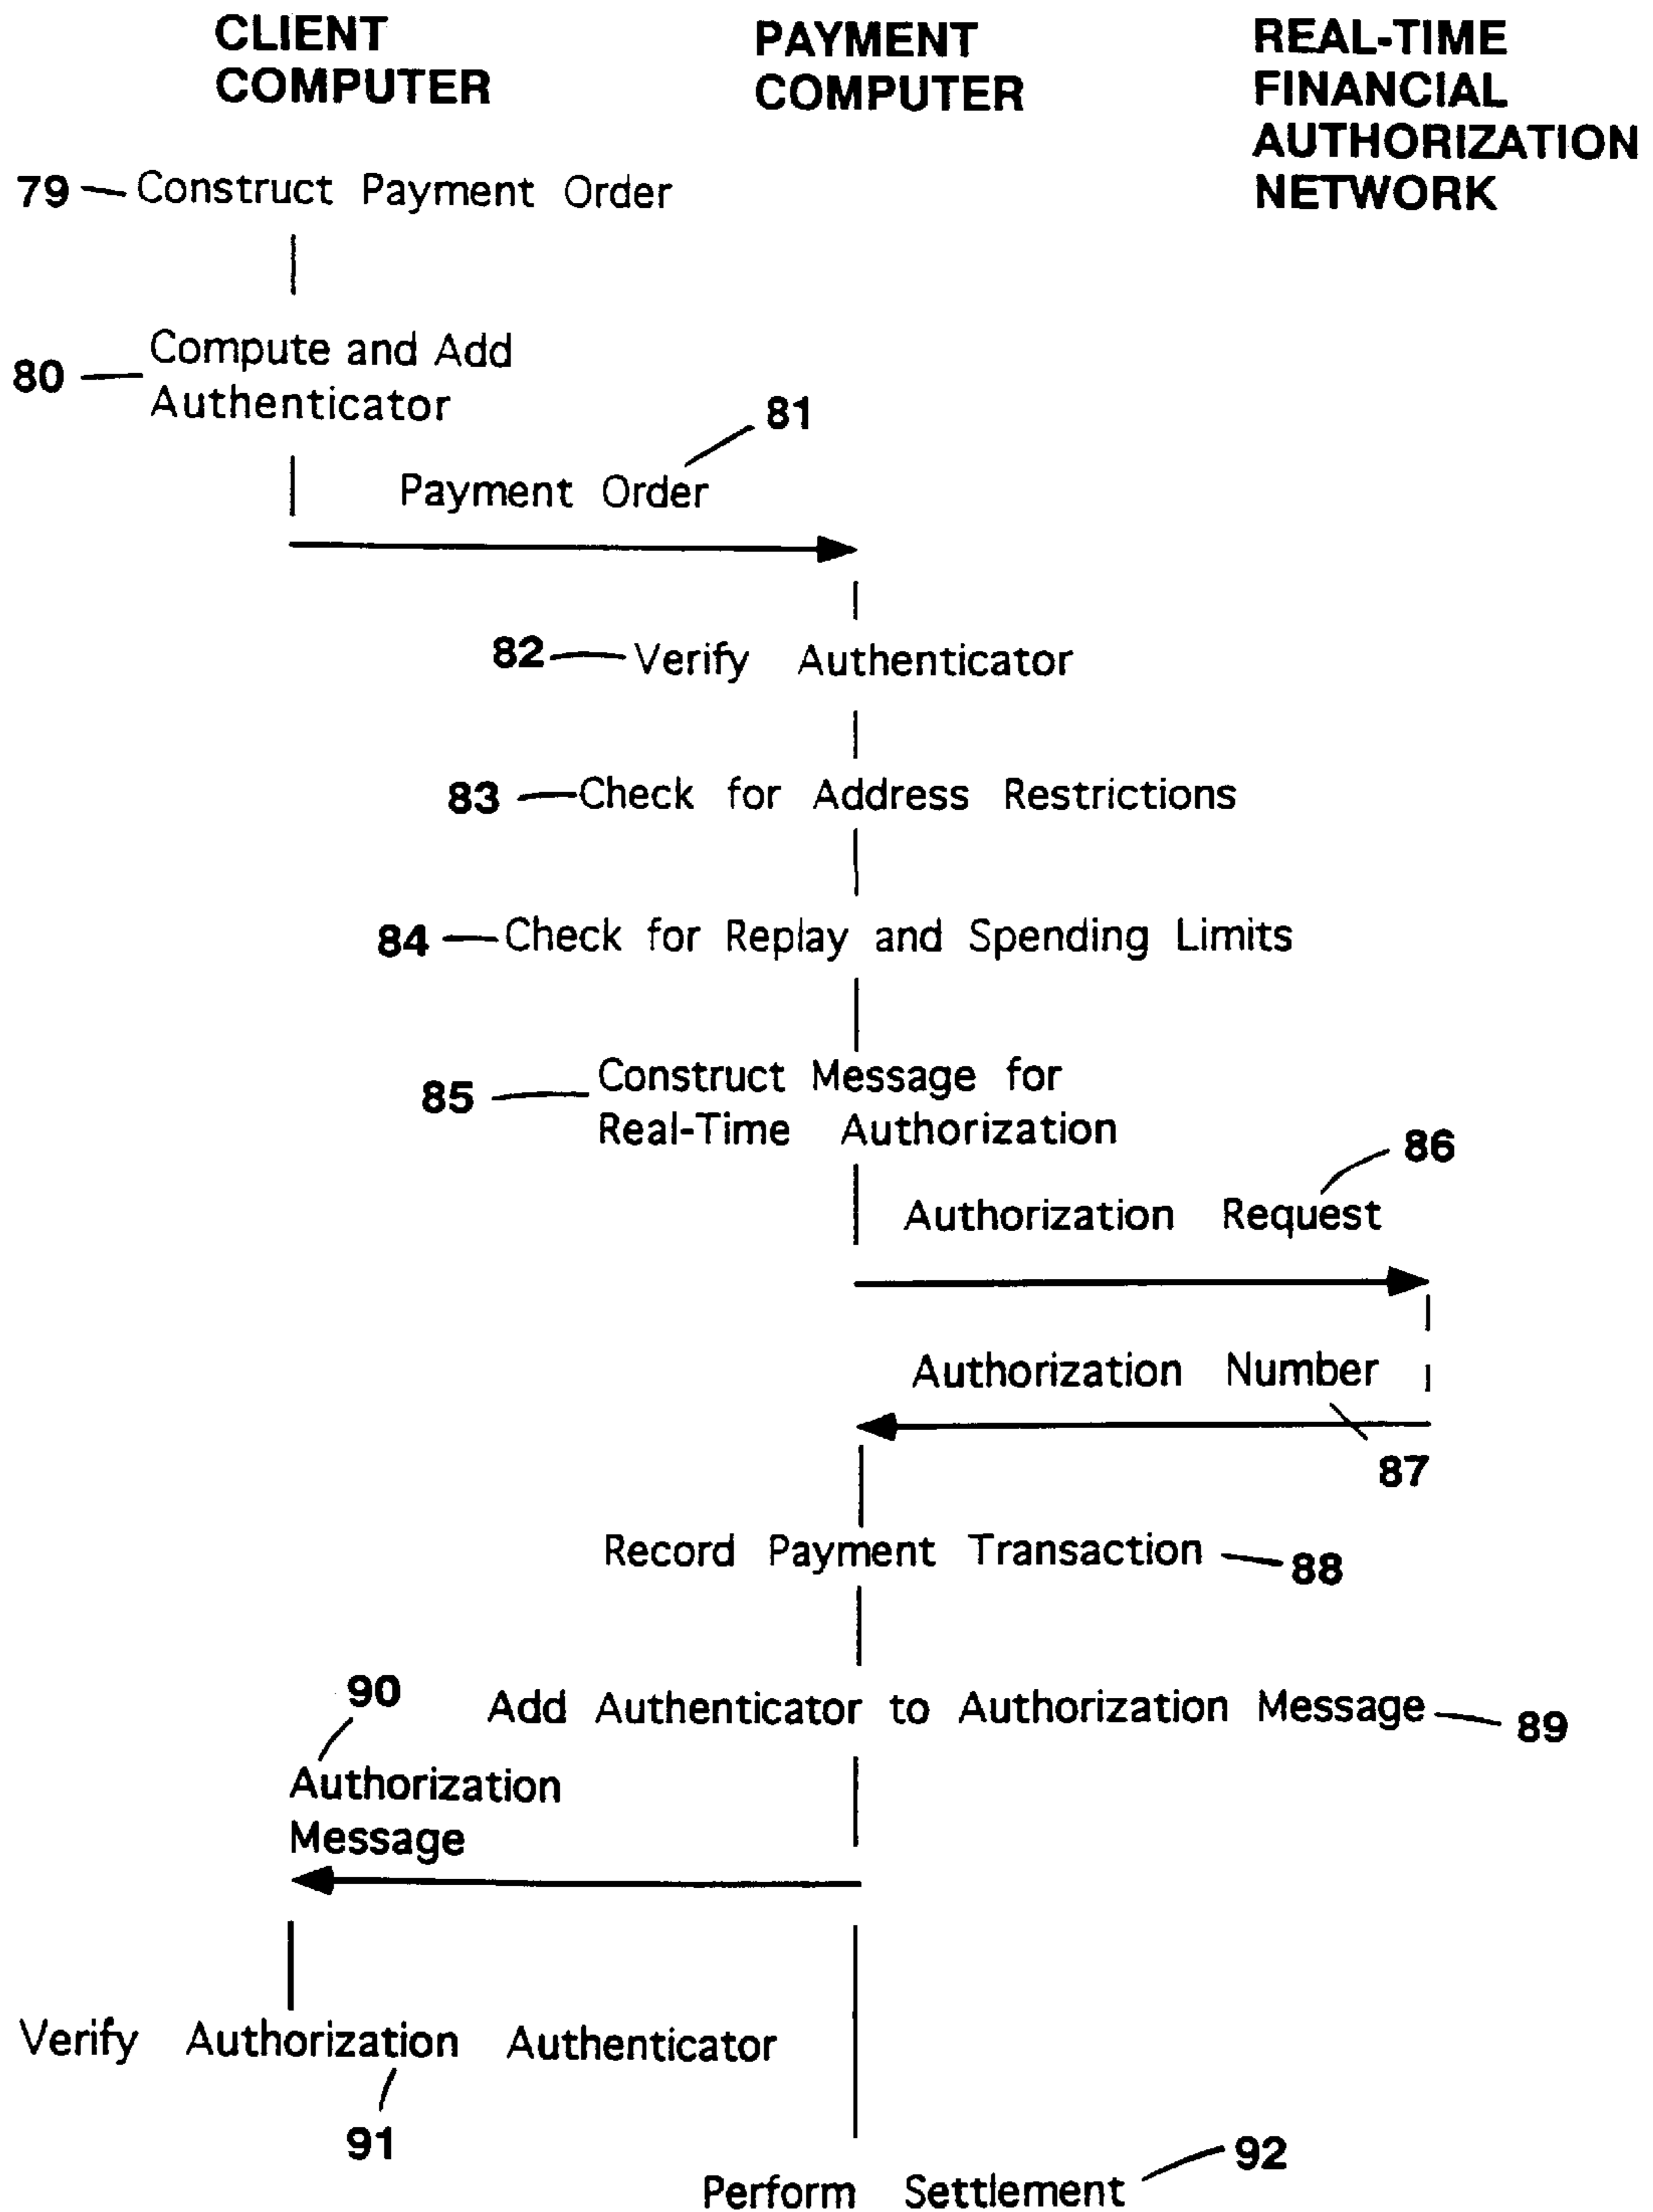 CLIENT
COMPUTER
PAYMENT
COMPUTER
REAL-TIME
FINANCIAL
AUTHORIZATION
NETWORK
79 Construct Payment Order
80 Compute and Add
Authenticator
81
Payment Order
82 Verify Authenticator
83 Check for Address Restrictions
84 Check for Replay and Spending Limits
85 Construct Message for
Real-Time Authorization
86
Authorization Request
Authorization Number
87
Record Payment Transaction 88
90
Add Authenticator to Authorization Message 89
Authorization
Message
Verify Authorization Authenticator
91
92
Perform Settlement